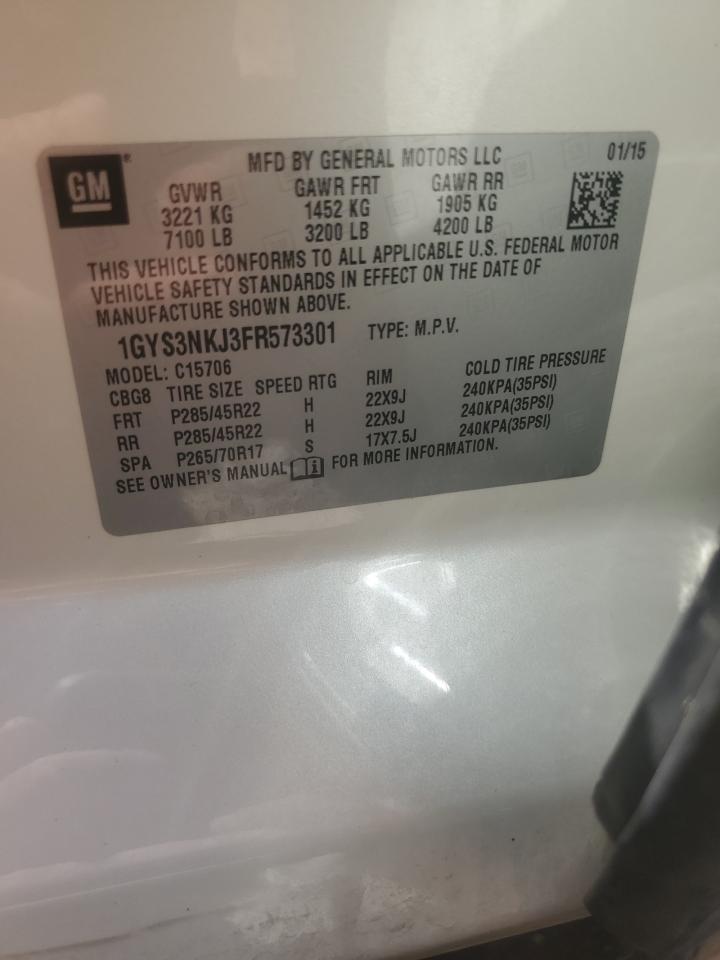 GM ® MFD BY GENERAL MOTORS LLC 01/15
GVWR GAWR FRT GAWR RR
3221 KG 1452 KG 1905 KG
7100 LB 3200 LB 4200 LB
THIS VEHICLE CONFORMS TO ALL APPLICABLE U.S. FEDERAL MOTOR
VEHICLE SAFETY STANDARDS IN EFFECT ON THE DATE OF
MANUFACTURE SHOWN ABOVE.
1GYS3NKJ3FR573301 TYPE: M.P.V.
MODEL: C15706
CBG8 TIRE SIZE SPEED RTG RIM COLD TIRE PRESSURE
FRT P285/45R22 H 22X9J 240KPA(35PSI)
RR P285/45R22 H 22X9J 240KPA(35PSI)
SPA P265/70R17 S 17X7.5J 240KPA(35PSI)
SEE OWNER'S MANUAL i FOR MORE INFORMATION.